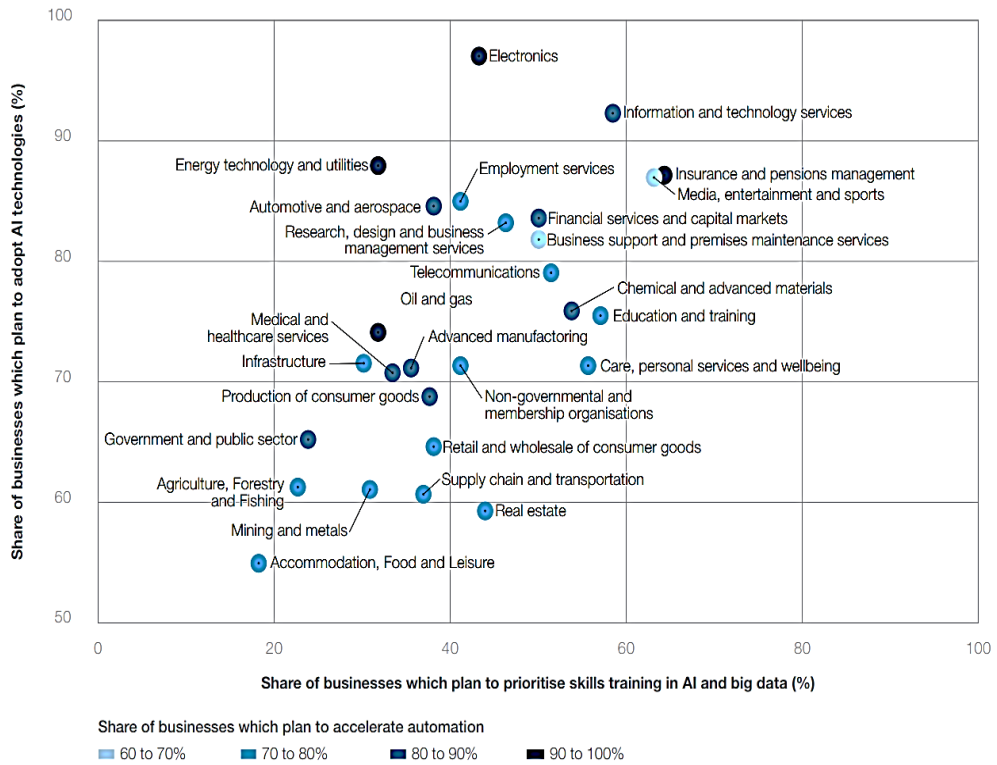 100
90
80
70
60
50
Share of businesses which plan to adopt AI technologies (%)
Electronics
Information and technology services
Energy technology and utilities
Employment services
Insurance and pensions management
Media, entertainment and sports
Automotive and aerospace
Financial services and capital markets
Research, design and business
management services
Business support and premises maintenance services
Telecommunications
Chemical and advanced materials
Oil and gas
Education and training
Medical and
healthcare services
Advanced manufactoring
Infrastructure
Care, personal services and wellbeing
Production of consumer goods
Non-governmental and
membership organisations
Government and public sector
Retail and wholesale of consumer goods
Agriculture, Forestry
and Fishing
Supply chain and transportation
Mining and metals
Real estate
Accommodation, Food and Leisure
0 20 40 60 80 100
Share of businesses which plan to prioritise skills training in AI and big data (%)
Share of businesses which plan to accelerate automation
60 to 70% 70 to 80% 80 to 90% 90 to 100%